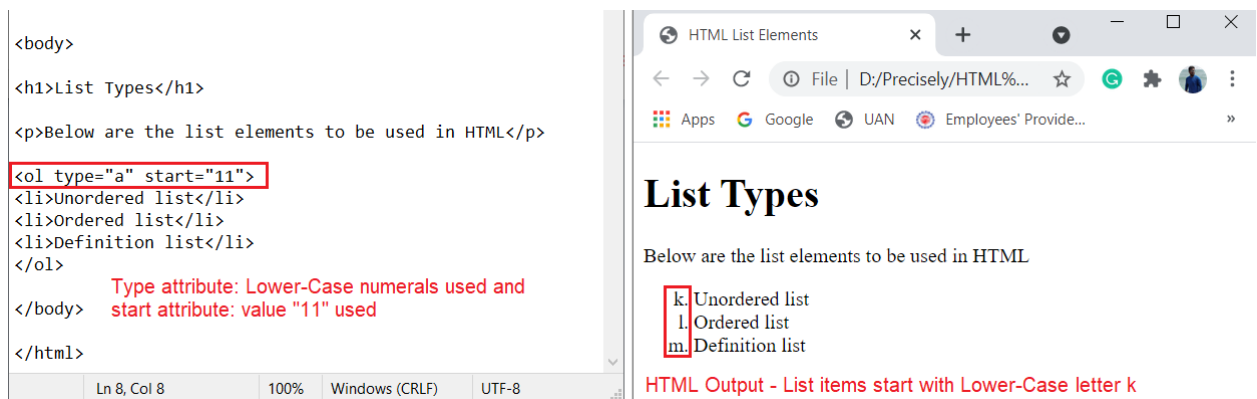 <body>
<h1>List Types</h1>
<p>Below are the list elements to be used in HTML</p>
<ol type="a" start="11">
<li>Unordered list</li>
<li>Ordered list</li>
<li>Definition list</li>
</ol>
Type attribute: Lower-Case numerals used and
start attribute: value "11" used
</body>
</html>
Ln 8, Col 8 100% Windows (CRLF) UTF-8
HTML List Elements
File | D:/Precisely/HTML%...
Apps Google UAN Employees' Provide... »
List Types
Below are the list elements to be used in HTML
k. Unordered list
l. Ordered list
m. Definition list
HTML Output - List items start with Lower-Case letter k